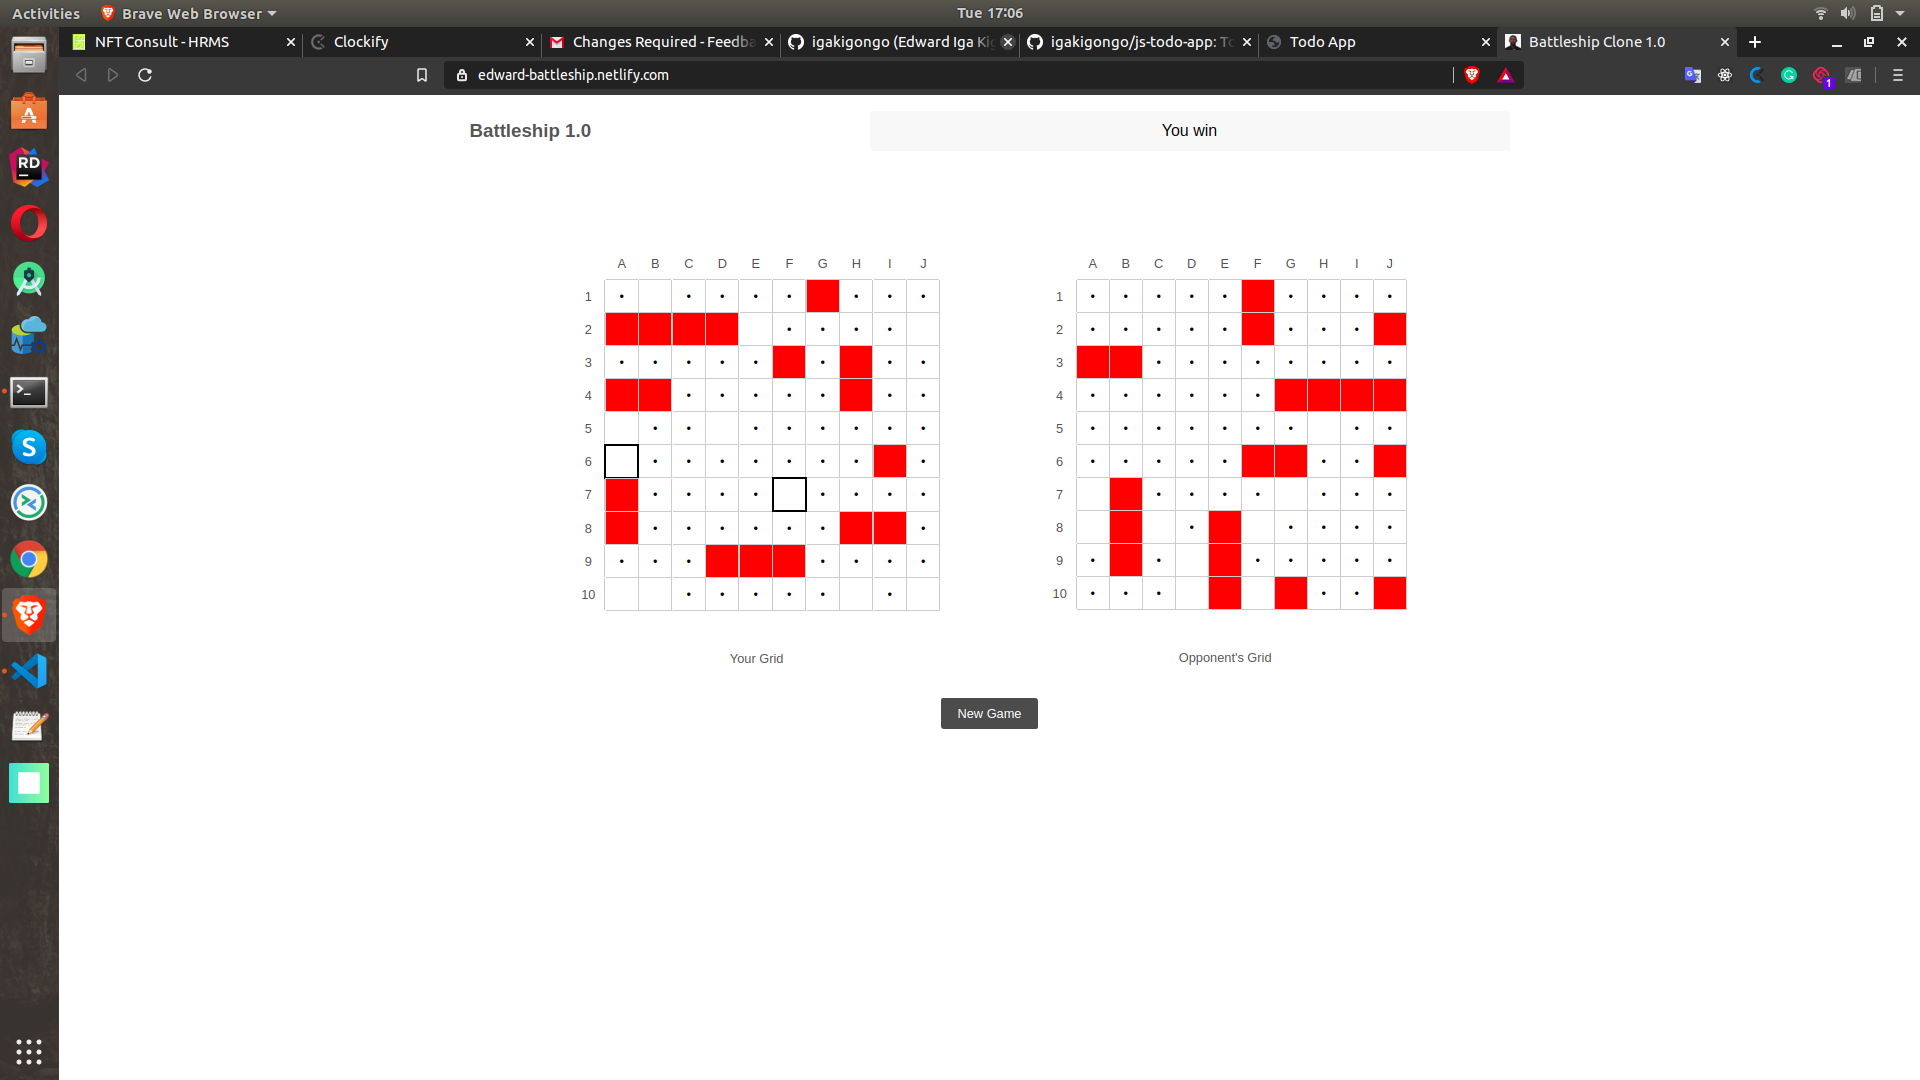 Activities Brave Web Browser Tue 17:06
NFT Consult - HRMS Clockify Changes Required - Feedba igakigongo (Edward Iga Ki igakigongo/js-todo-app: To Todo App Battleship Clone 1.0
edward-battleship.netlify.com 1
Battleship 1.0 You win
A B C D E F G H I J A B C D E F G H I J
1 1
2 2
3 3
4 4
5 5
6 6
7 7
8 8
9 9
10 10
Your Grid Opponent's Grid
New Game
RD
S